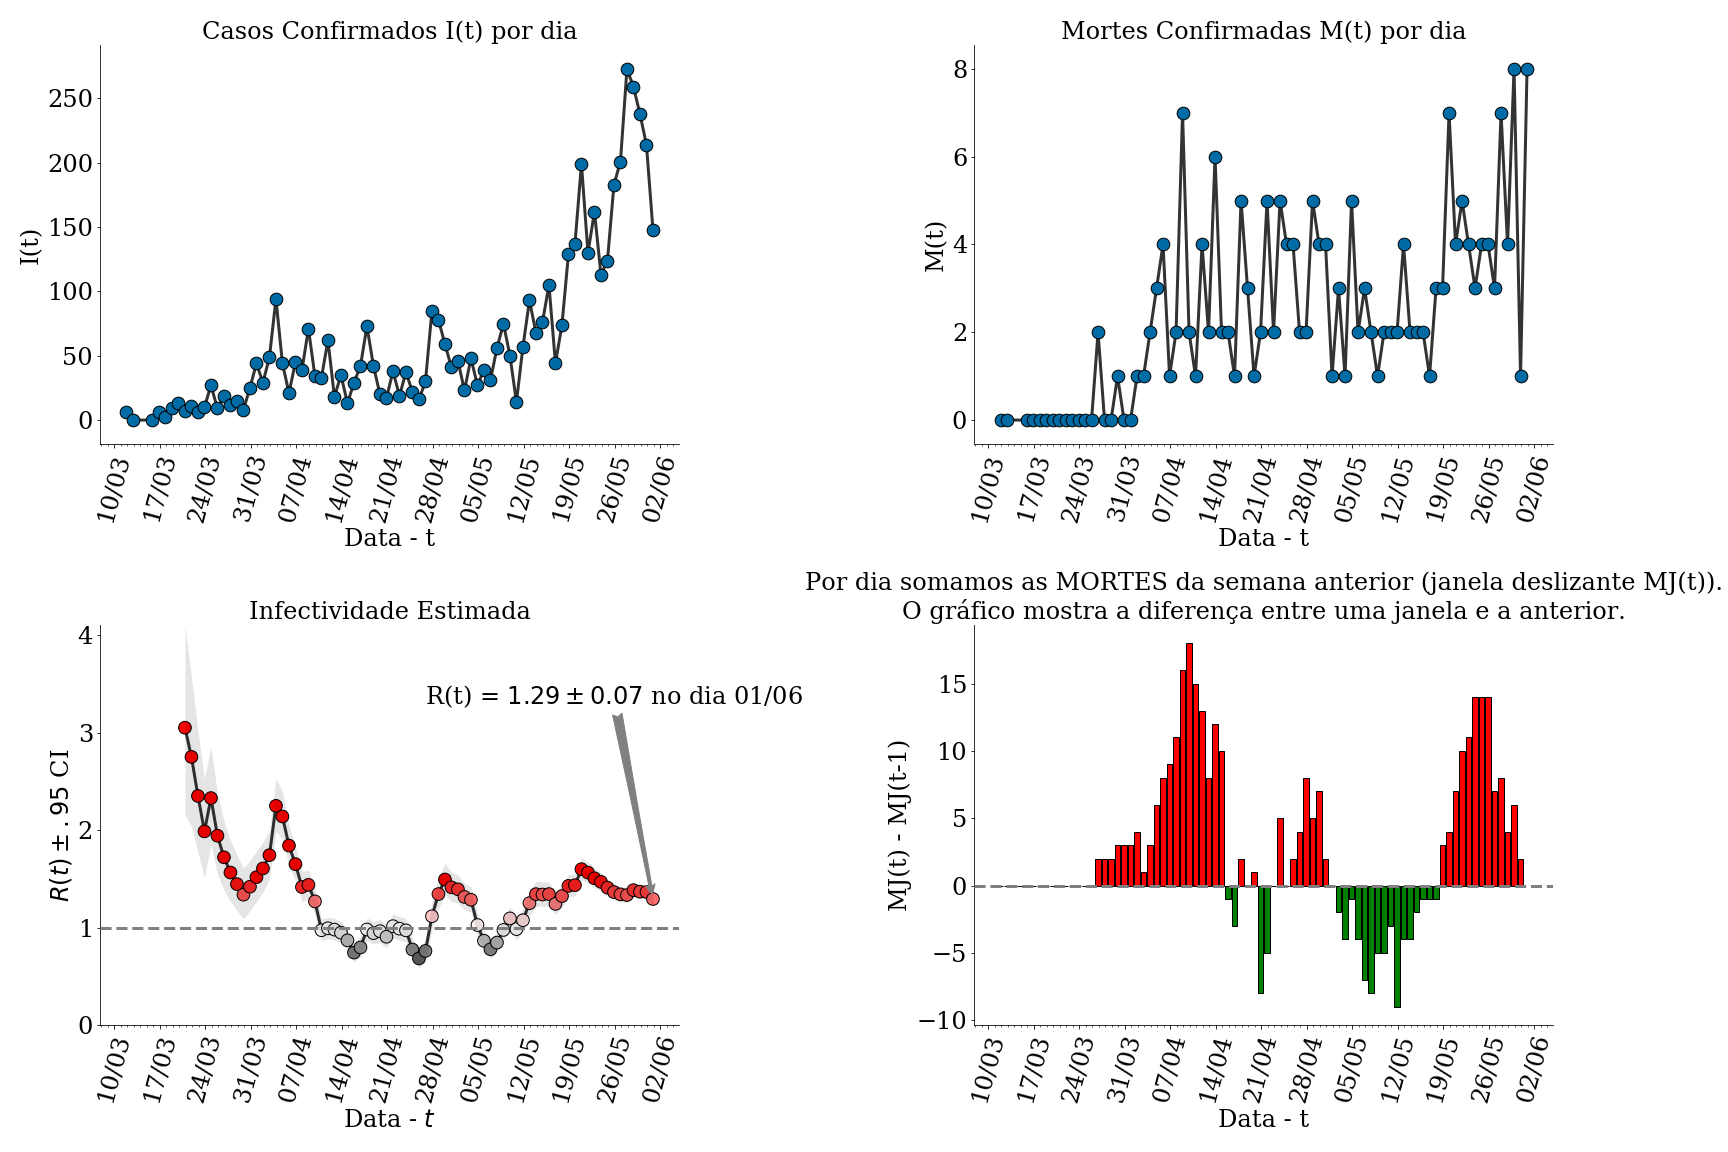 Casos Confirmados I(t) por dia
I(t)
250
200
150
100
50
0
10/03 17/03 24/03 31/03 07/04 14/04 21/04 28/04 05/05 12/05 19/05 26/05 02/06
Data - t
Mortes Confirmadas M(t) por dia
M(t)
8
6
4
2
0
10/03 17/03 24/03 31/03 07/04 14/04 21/04 28/04 05/05 12/05 19/05 26/05 02/06
Data - t
Infectividade Estimada
R(t) ± .95 CI
4
3
2
1
0
R(t) = 1.29 ± 0.07 no dia 01/06
10/03 17/03 24/03 31/03 07/04 14/04 21/04 28/04 05/05 12/05 19/05 26/05 02/06
Data - t
Por dia somamos as MORTES da semana anterior (janela deslizante MJ(t)).
O gráfico mostra a diferença entre uma janela e a anterior.
MJ(t) - MJ(t-1)
15
10
5
0
−5
−10
10/03 17/03 24/03 31/03 07/04 14/04 21/04 28/04 05/05 12/05 19/05 26/05 02/06
Data - t